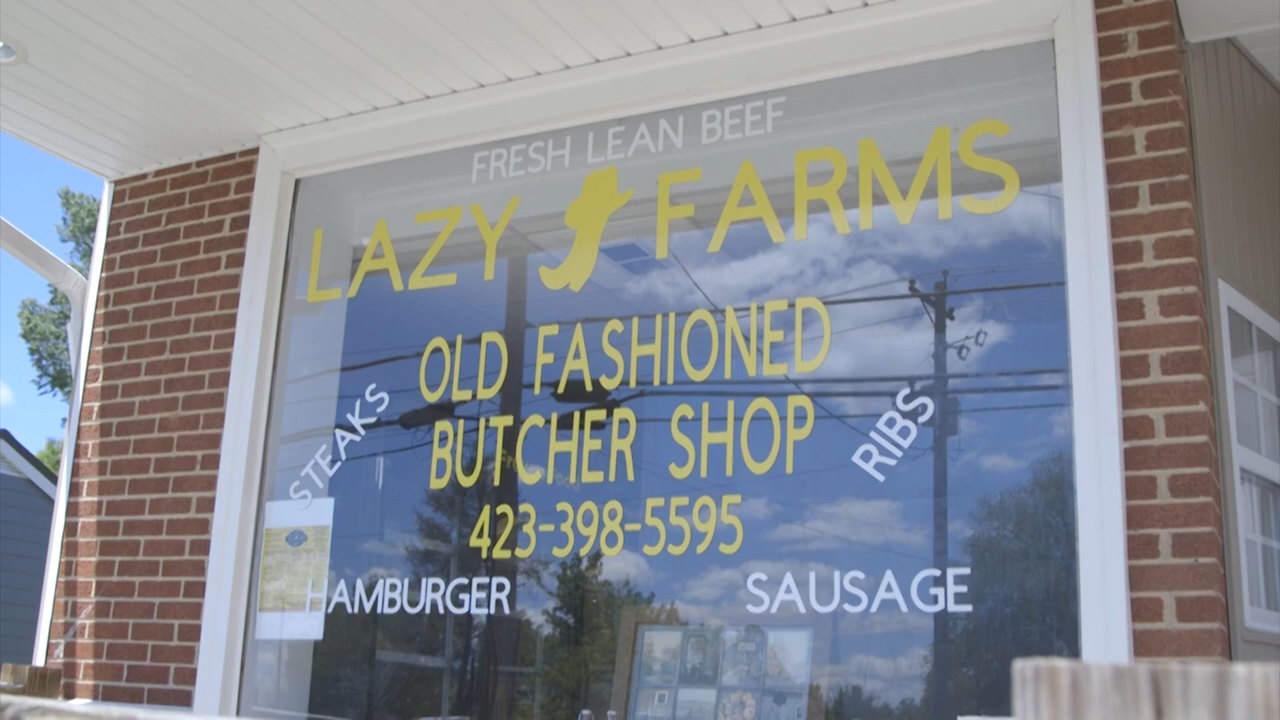 FRESH LEAN BEEF
LAZY FARMS
OLD FASHIONED
BUTCHER SHOP
STEAKS
RIBS
423-398-5595
HAMBURGER
SAUSAGE